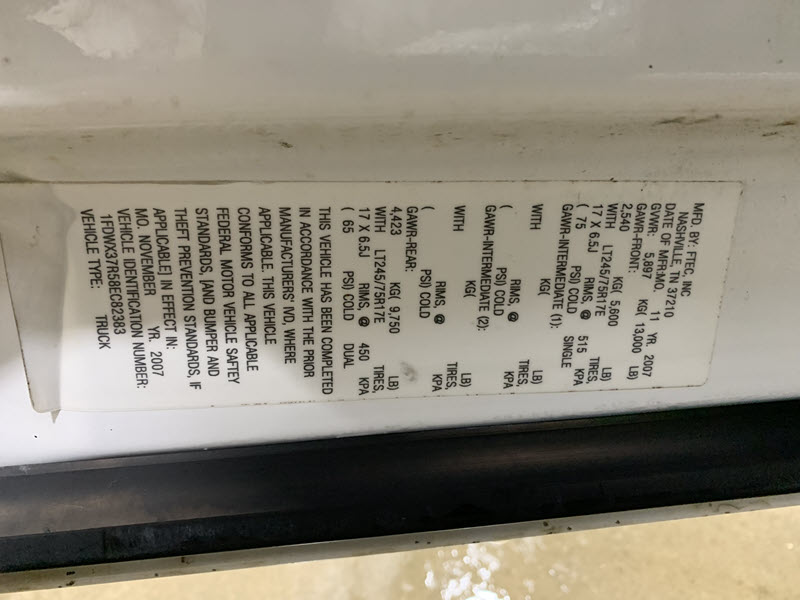 MFD. BY: FTEC, INC
NASHVILLE, TN 37210
DATE OF MFR:MO. 11 YR. 2007
GVWR: 5,897 KG( 13,000 LB)
GAWR-FRONT:
2,540 KG( 5,600 LB)
WITH LT245/75R17E TIRES,
17 X 6.5J RIMS, @ 515 KPA
( 75 PSI) COLD SINGLE
GAWR-INTERMEDIATE (1):
KG( LB)
WITH TIRES,
RIMS, @ KPA
( PSI) COLD
GAWR-INTERMEDIATE (2):
KG( LB)
WITH TIRES,
RIMS, @ KPA
( PSI) COLD
GAWR-REAR:
4,423 KG( 9,750 LB)
WITH LT245/75R17E TIRES,
17 X 6.5J RIMS, @ 450 KPA
( 65 PSI) COLD DUAL
THIS VEHICLE HAS BEEN COMPLETED
IN ACCORDANCE WITH THE PRIOR
MANUFACTURERS' IVD, WHERE
APPLICABLE. THIS VEHICLE
CONFORMS TO ALL APPLICABLE
FEDERAL MOTOR VEHICLE SAFTEY
STANDARDS, [AND BUMPER AND
THEFT PREVENTION STANDARDS, IF
APPLICABLE] IN EFFECT IN:
MO. NOVEMBER YR. 2007
VEHICLE IDENTIFICATION NUMBER:
1FDWX37R58EC82383
VEHICLE TYPE: TRUCK